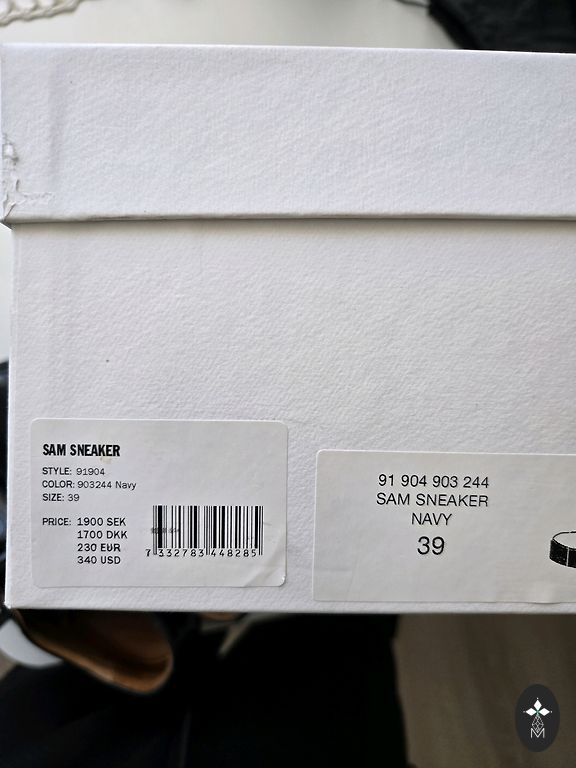 SAM SNEAKER
STYLE: 91904
COLOR: 903244 Navy
SIZE: 39
PRICE: 1900 SEK
1700 DKK
230 EUR
340 USD
7 332783 448285
91 904 903 244
SAM SNEAKER
NAVY
39
M